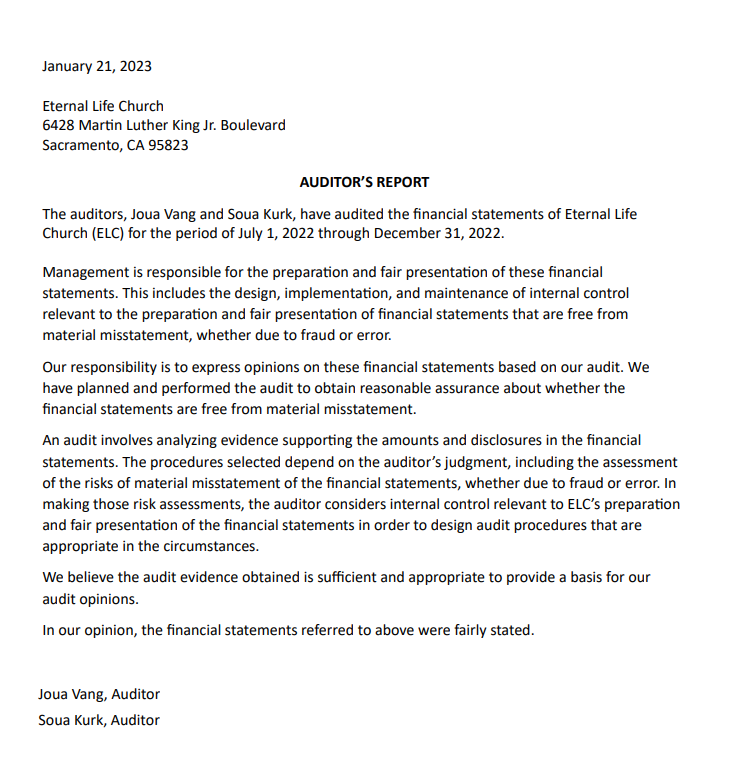 January 21, 2023
Eternal Life Church
6428 Martin Luther King Jr. Boulevard
Sacramento, CA 95823
AUDITOR’S REPORT
The auditors, Joua Vang and Soua Kurk, have audited the financial statements of Eternal Life
Church (ELC) for the period of July 1, 2022 through December 31, 2022.
Management is responsible for the preparation and fair presentation of these financial
statements. This includes the design, implementation, and maintenance of internal control
relevant to the preparation and fair presentation of financial statements that are free from
material misstatement, whether due to fraud or error.
Our responsibility is to express opinions on these financial statements based on our audit. We
have planned and performed the audit to obtain reasonable assurance about whether the
financial statements are free from material misstatement.
An audit involves analyzing evidence supporting the amounts and disclosures in the financial
statements. The procedures selected depend on the auditor’s judgment, including the assessment
of the risks of material misstatement of the financial statements, whether due to fraud or error. In
making those risk assessments, the auditor considers internal control relevant to ELC’s preparation
and fair presentation of the financial statements in order to design audit procedures that are
appropriate in the circumstances.
We believe the audit evidence obtained is sufficient and appropriate to provide a basis for our
audit opinions.
In our opinion, the financial statements referred to above were fairly stated.
Joua Vang, Auditor
Soua Kurk, Auditor